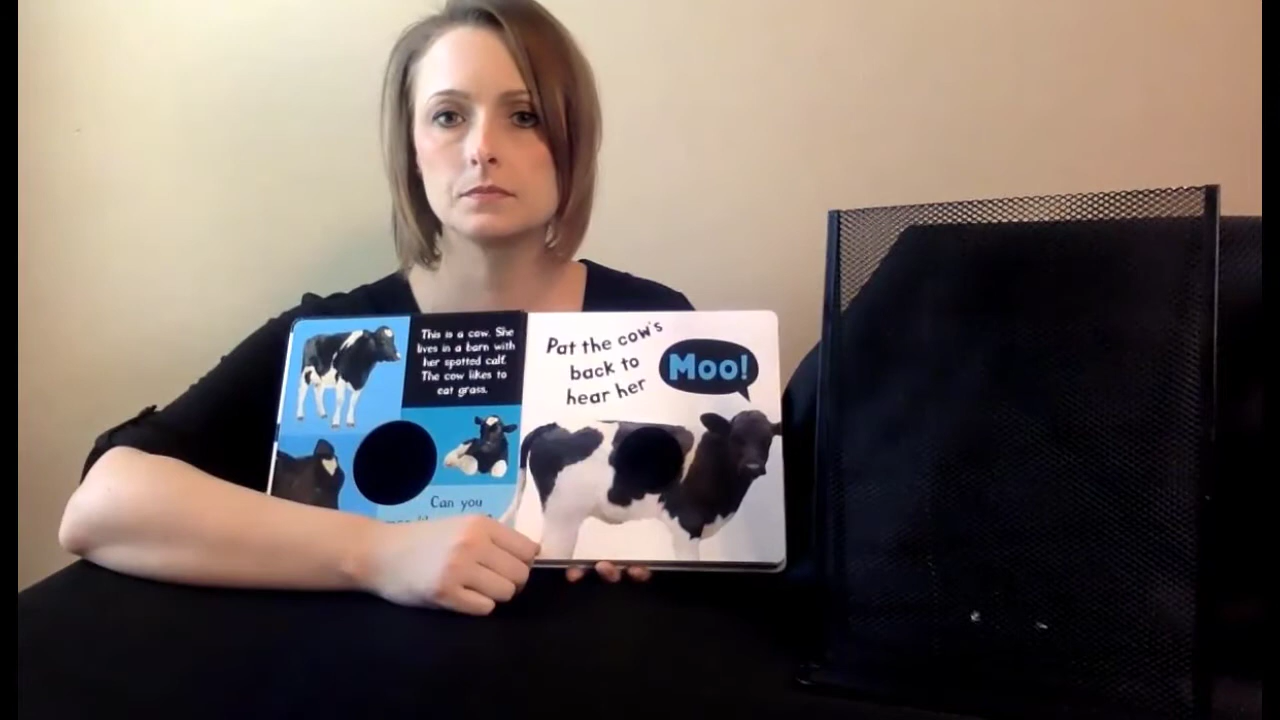 This is a cow. She
lives in a barn with
her spotted calf.
The cow likes to
eat grass.
Can you
Pat the cow's
back to
hear her
Moo!